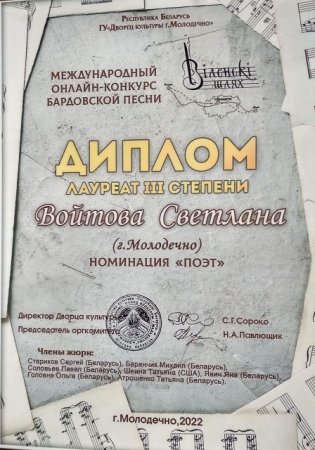 Республика Беларусь
ГУ«Дворец культуры г.Молодечно»
МЕЖДУНАРОДНЫЙ
ОНЛАЙН-КОНКУРС
БАРДОВСКОЙ ПЕСНИ
Віленскі
шлях
ДИПЛОМ
ЛАУРЕАТ III СТЕПЕНИ
Войтова Светлана
(г.Молодечно)
НОМИНАЦИЯ «ПОЭТ»
Директор Дворца культуры
С.Г.Сороко
Председатель оргкомитета
Н.А.Павлющик
Члены жюри:
Стариков Сергей (Беларусь), Баранчик Михаил (Беларусь),
Соловьев Павел (Беларусь), Шеина Татьяна (США), Явич Яна (Беларусь),
Головня Ольга (Беларусь), Атрошенко Татьяна (Беларусь).
г.Молодечно,2022